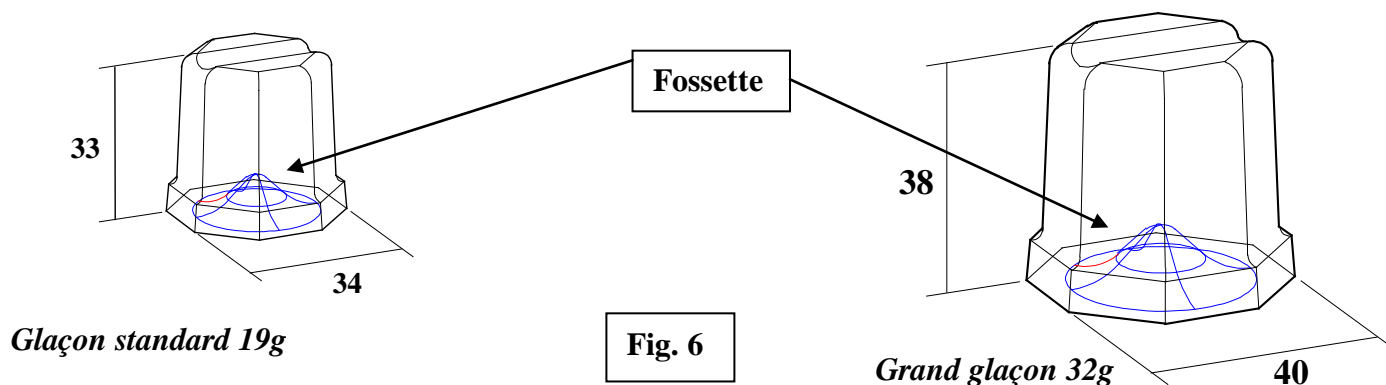 Fossette
33
38
34
Glaçon standard 19g
Fig. 6
Grand glaçon 32g
40